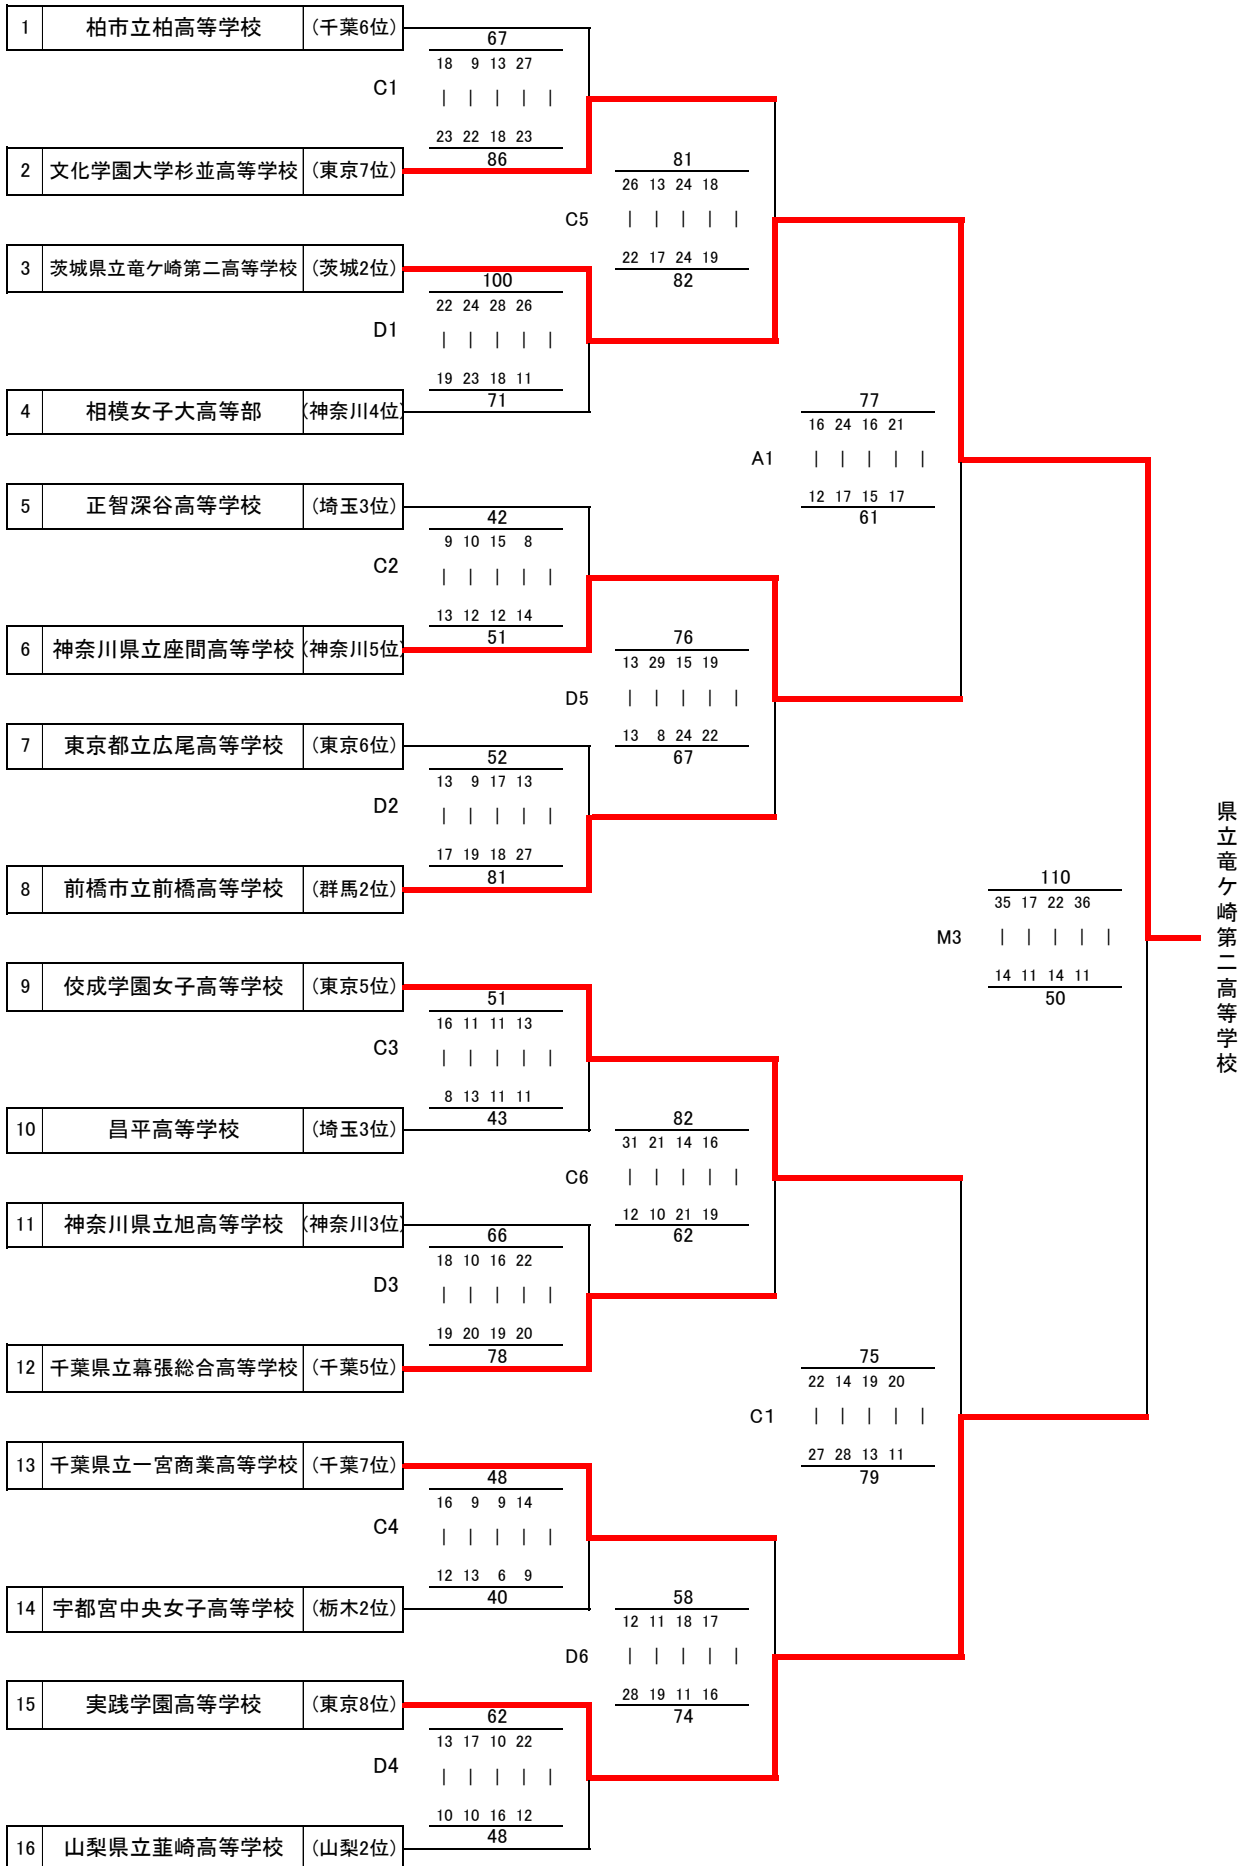 1 柏市立柏高等学校 (千葉6位)
67
18 9 13 27
C1
23 22 18 23
86
2 文化学園大学杉並高等学校 (東京7位)
81
26 13 24 18
C5
22 17 24 19
82
3 茨城県立竜ケ崎第二高等学校 (茨城2位)
100
22 24 28 26
D1
19 23 18 11
71
4 相模女子大高等部 (神奈川4位)
77
16 24 16 21
A1
12 17 15 17
61
5 正智深谷高等学校 (埼玉3位)
42
9 10 15 8
C2
13 12 12 14
51
6 神奈川県立座間高等学校 (神奈川5位)
76
13 29 15 19
D5
13 8 24 22
67
7 東京都立広尾高等学校 (東京6位)
52
13 9 17 13
D2
17 19 18 27
81
8 前橋市立前橋高等学校 (群馬2位)
110
35 17 22 36
M3
14 11 14 11
50
県立竜ケ崎第二高等学校
9 佼成学園女子高等学校 (東京5位)
51
16 11 11 13
C3
8 13 11 11
43
10 昌平高等学校 (埼玉3位)
82
31 21 14 16
C6
12 10 21 19
62
11 神奈川県立旭高等学校 (神奈川3位)
66
18 10 16 22
D3
19 20 19 20
78
12 千葉県立幕張総合高等学校 (千葉5位)
75
22 14 19 20
C1
27 28 13 11
79
13 千葉県立一宮商業高等学校 (千葉7位)
48
16 9 9 14
C4
12 13 6 9
40
14 宇都宮中央女子高等学校 (栃木2位)
58
12 11 18 17
D6
28 19 11 16
74
15 実践学園高等学校 (東京8位)
62
13 17 10 22
D4
10 10 16 12
48
16 山梨県立韮崎高等学校 (山梨2位)